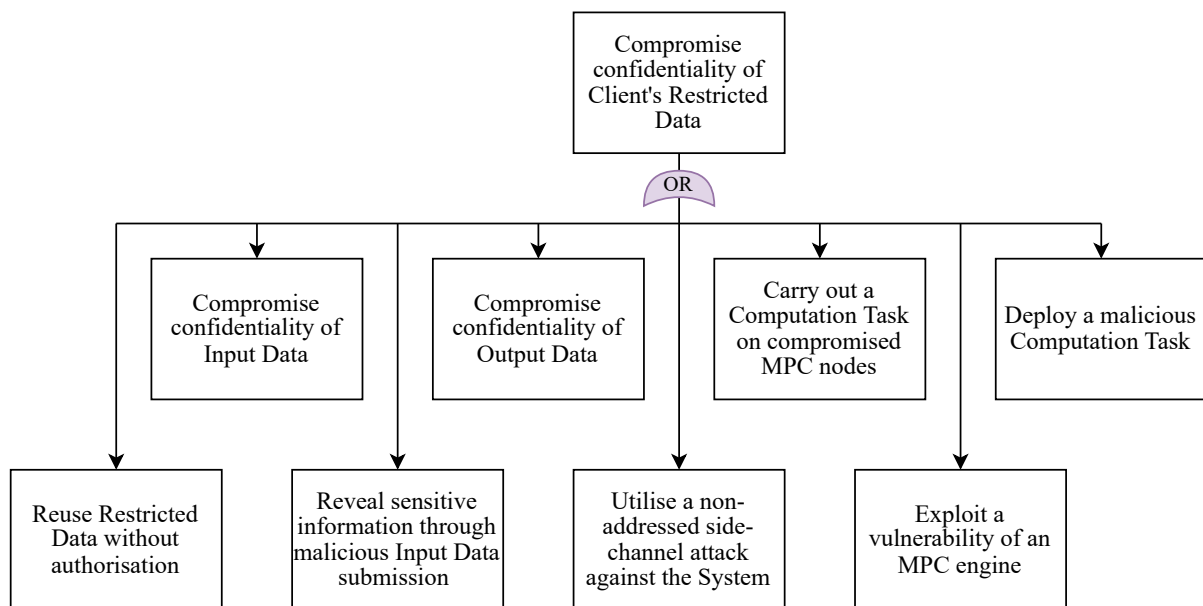 Compromise
confidentiality of
Client's Restricted
Data
OR
Compromise
confidentiality of
Input Data
Compromise
confidentiality of
Output Data
Carry out a
Computation Task
on compromised
MPC nodes
Deploy a malicious
Computation Task
Reuse Restricted
Data without
authorisation
Reveal sensitive
information through
malicious Input Data
submission
Utilise a non-
addressed side-
channel attack
against the System
Exploit a
vulnerability of an
MPC engine